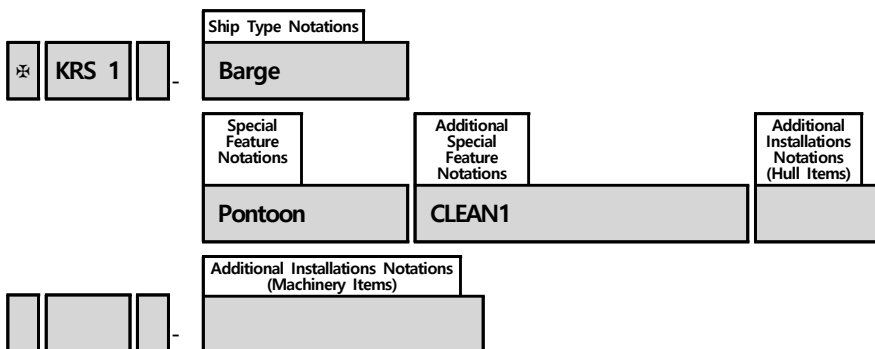 Ship Type Notations
✠ KRS 1 - Barge
Special
Feature
Notations
Additional
Special
Feature
Notations
Additional
Installations
Notations
(Hull Items)
Pontoon CLEAN1
Additional Installations Notations
(Machinery Items)
-